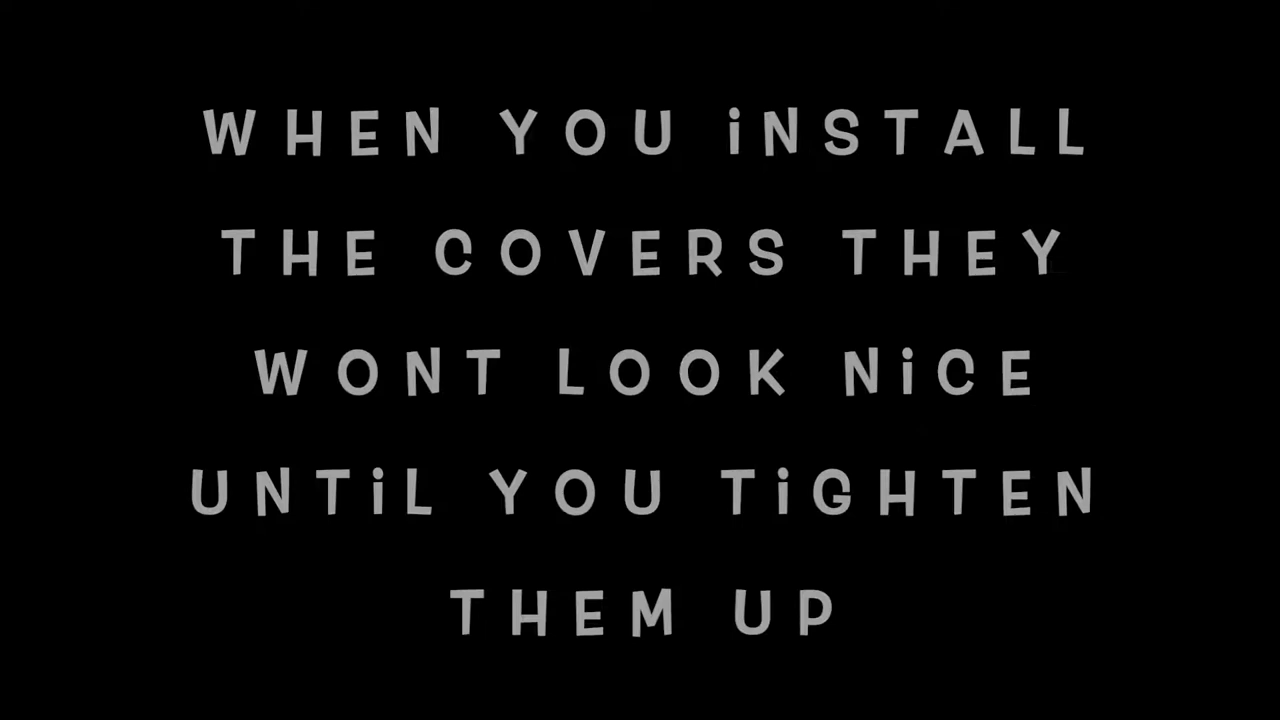 WHEN YOU iNSTALL
THE COVERS THEY
WONT LOOK NiCE
UNTiL YOU TiGHTEN
THEM UP